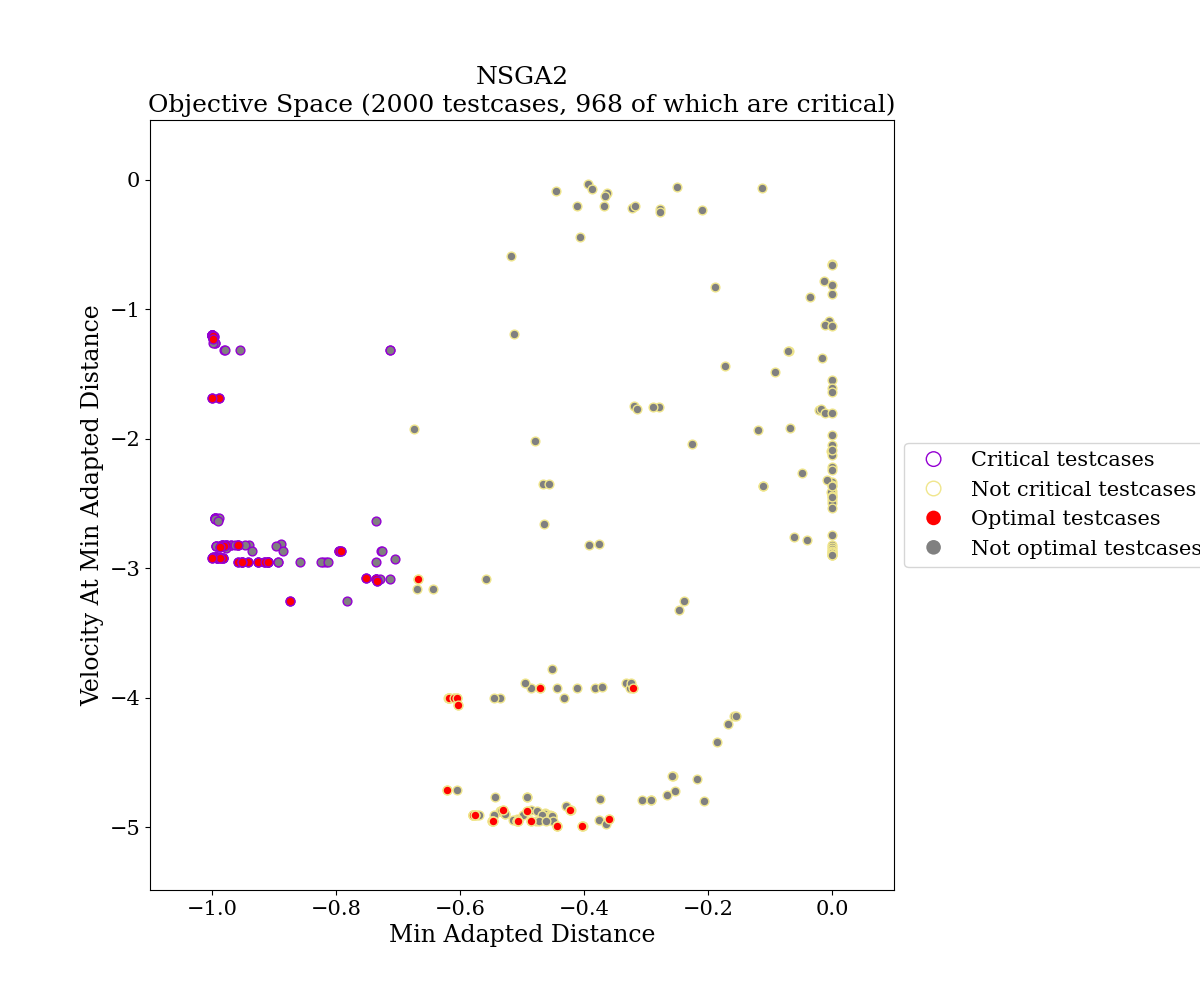 NSGA2
Objective Space (2000 testcases, 968 of which are critical)
0
−1
−2
−3
−4
−5
Velocity At Min Adapted Distance
−1.0 −0.8 −0.6 −0.4 −0.2 0.0
Min Adapted Distance
Critical testcases
Not critical testcases
Optimal testcases
Not optimal testcases